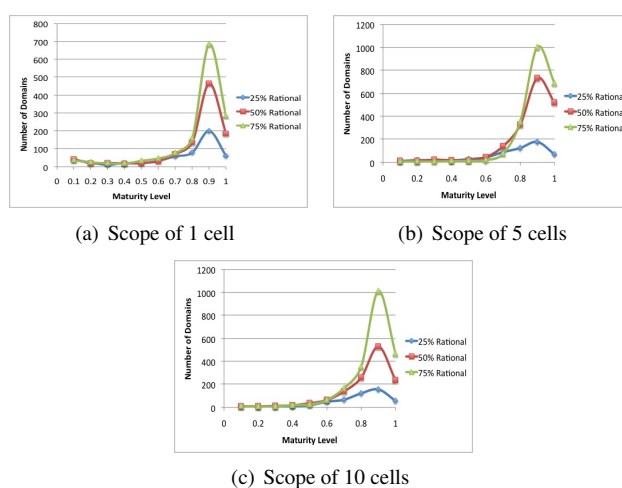 800
700
600
500
400
300
200
100
0
Number of Domains
0.1 0.2 0.3 0.4 0.5 0.6 0.7 0.8 0.9 1
Maturity Level
25% Rational
50% Rational
75% Rational
(a) Scope of 1 cell
1200
1000
800
600
400
200
0
Number of Domains
0 0.2 0.4 0.6 0.8 1
Maturity Level
25% Rational
50% Rational
75% Rational
(b) Scope of 5 cells
1200
1000
800
600
400
200
0
Number of Domains
0 0.2 0.4 0.6 0.8 1
Maturity Level
25% Rational
50% Rational
75% Rational
(c) Scope of 10 cells